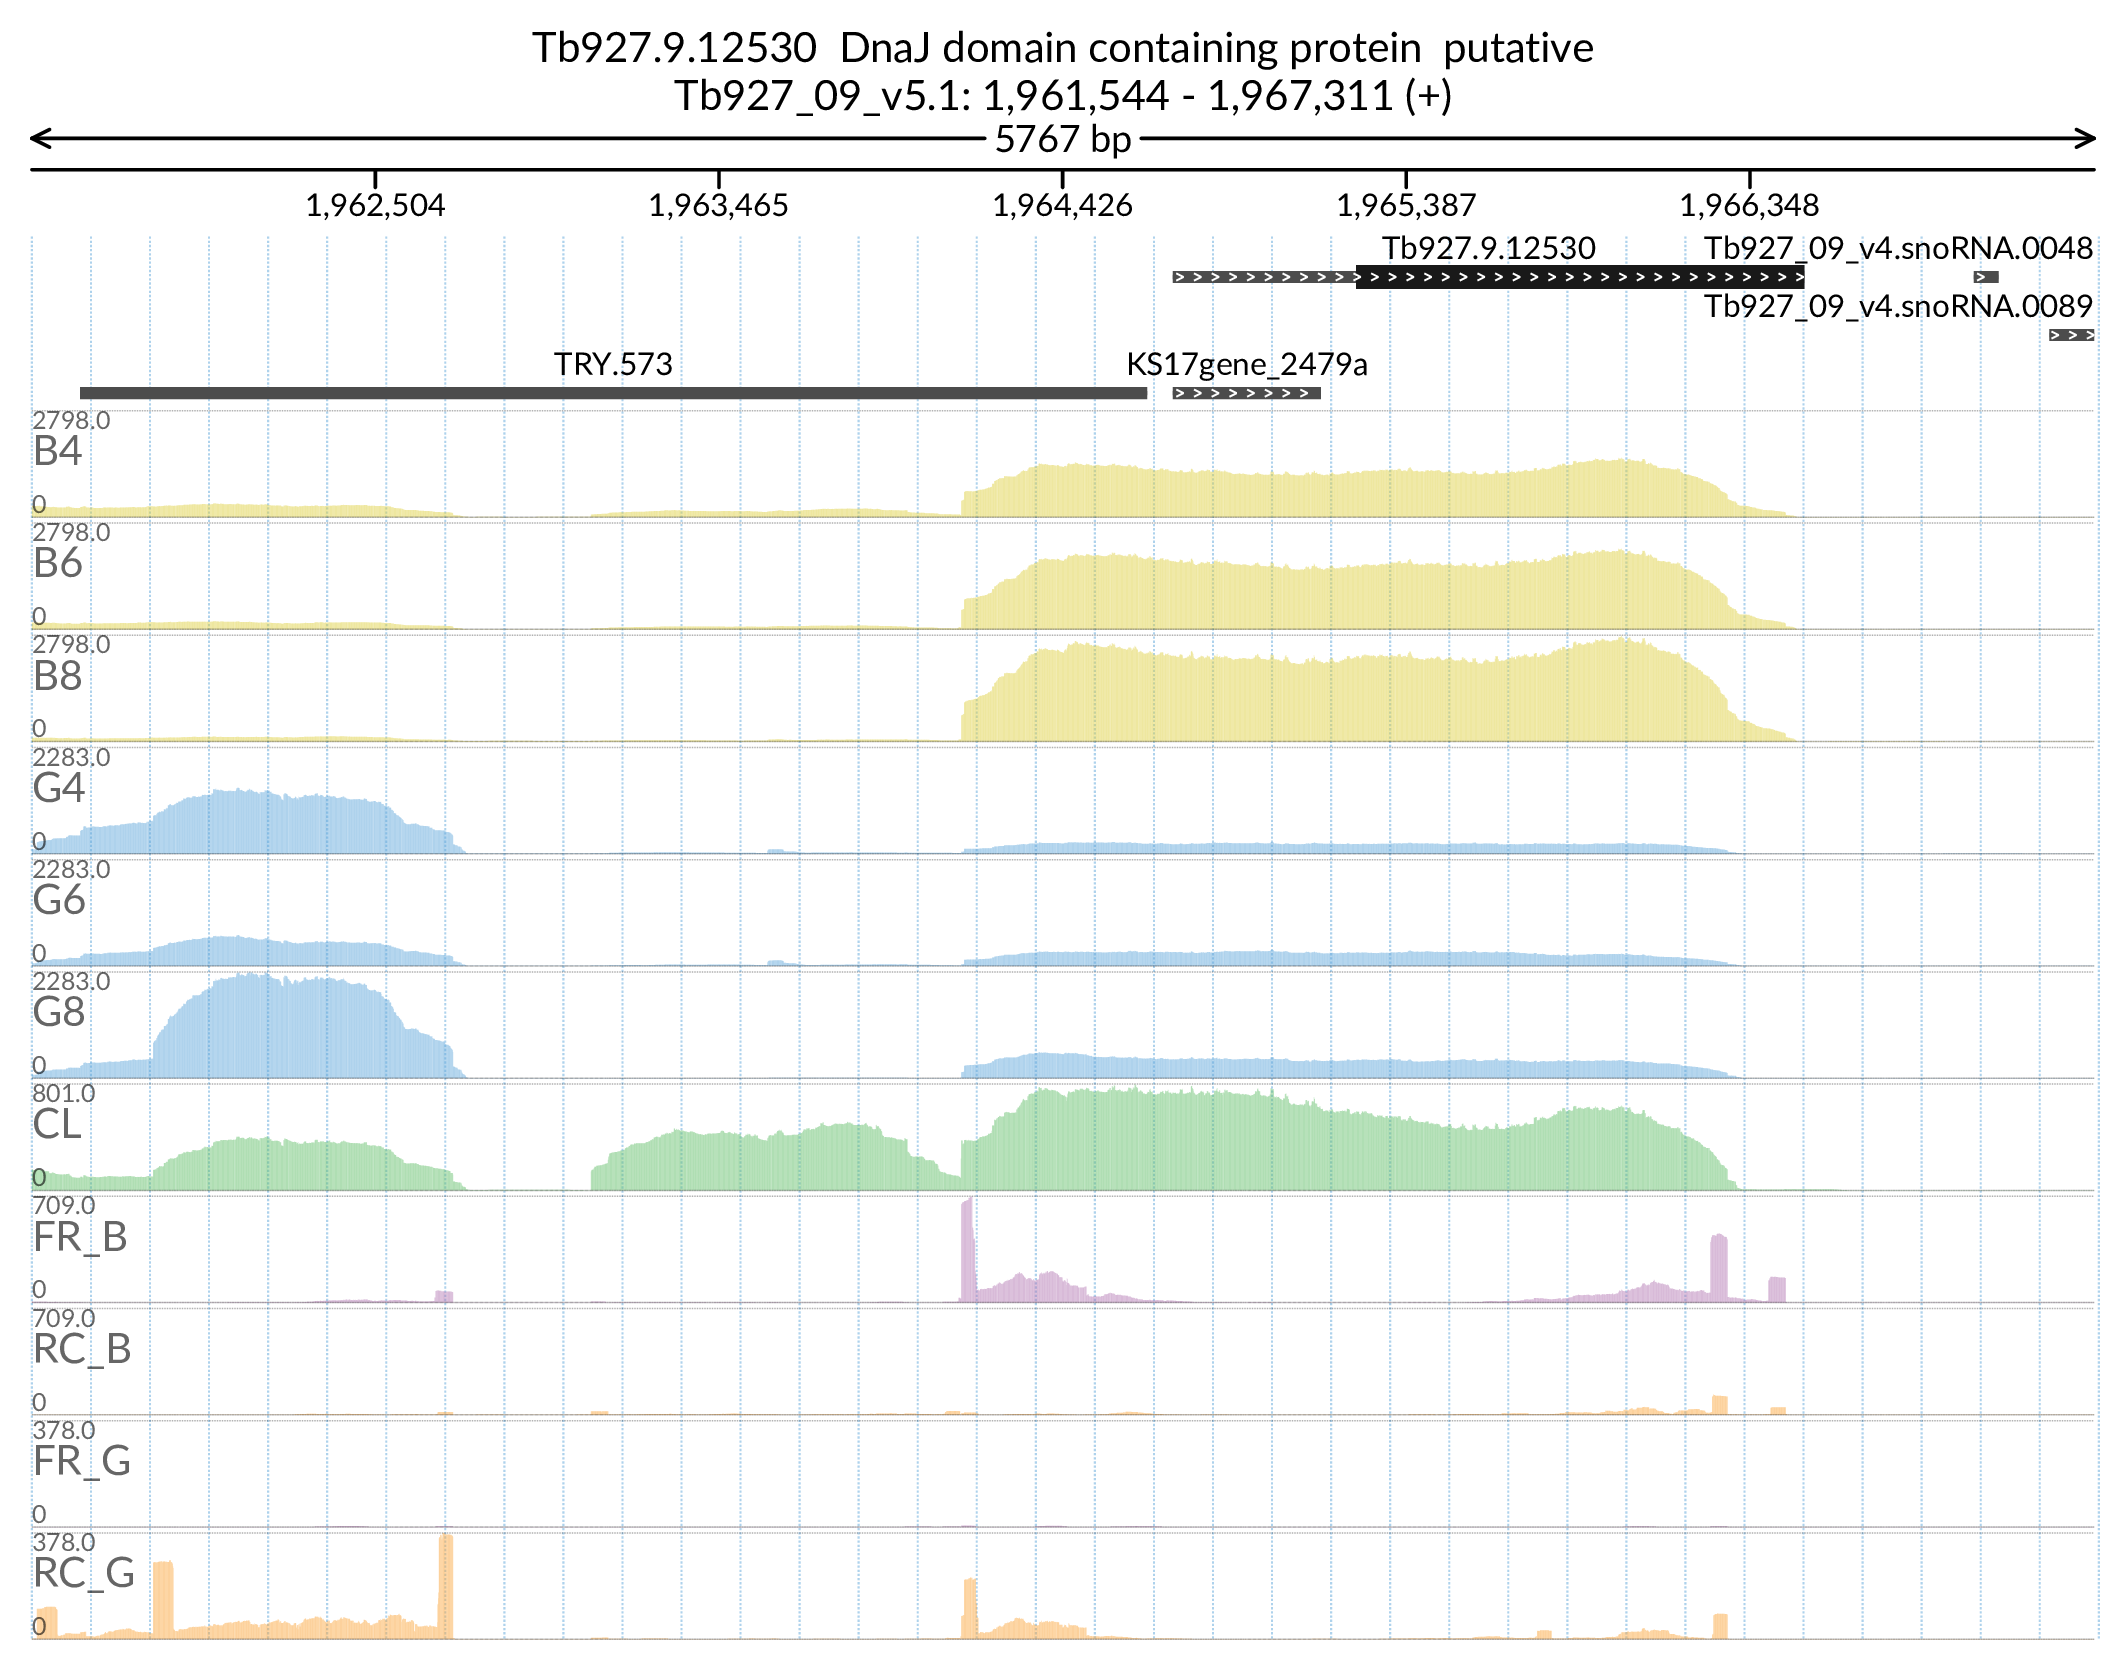 Tb927.9.12530  DnaJ domain containing protein  putative
Tb927_09_v5.1: 1,961,544 - 1,967,311 (+)
5767 bp
1,962,504 1,963,465 1,964,426 1,965,387 1,966,348
Tb927.9.12530 Tb927_09_v4.snoRNA.0048
Tb927_09_v4.snoRNA.0089
TRY.573 KS17gene_2479a
2798.0
B4
0
2798.0
B6
0
2798.0
B8
0
2283.0
G4
0
2283.0
G6
0
2283.0
G8
0
801.0
CL
0
709.0
FR_B
0
709.0
RC_B
0
378.0
FR_G
0
378.0
RC_G
0